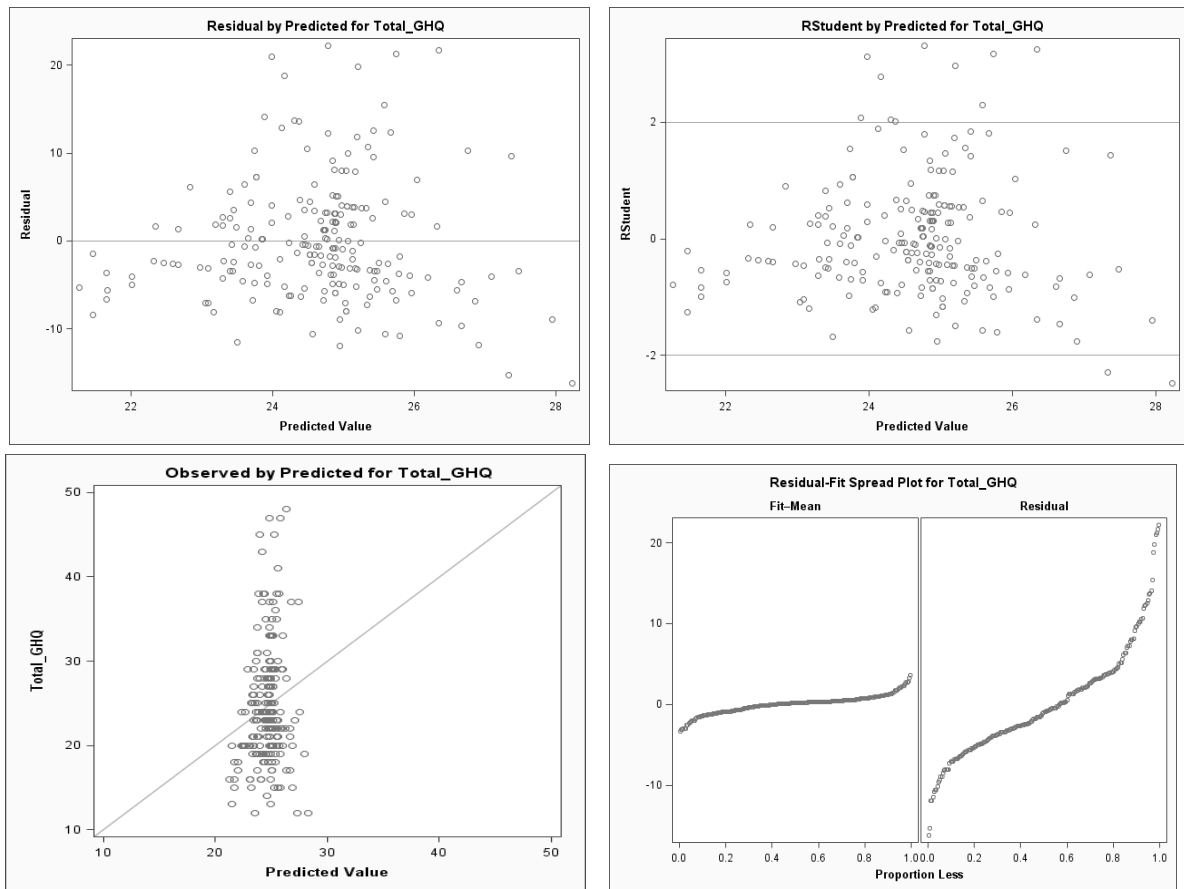 Residual by Predicted for Total_GHQ
20
10
0
-10
Residual
22 24 26 28
Predicted Value
RStudent by Predicted for Total_GHQ
2
0
-2
RStudent
22 24 26 28
Predicted Value
Observed by Predicted for Total_GHQ
50
40
30
20
10
Total_GHQ
10 20 30 40 50
Predicted Value
Residual-Fit Spread Plot for Total_GHQ
Fit–Mean Residual
20
10
0
-10
0.0 0.2 0.4 0.6 0.8 1.0 0.0 0.2 0.4 0.6 0.8 1.0
Proportion Less